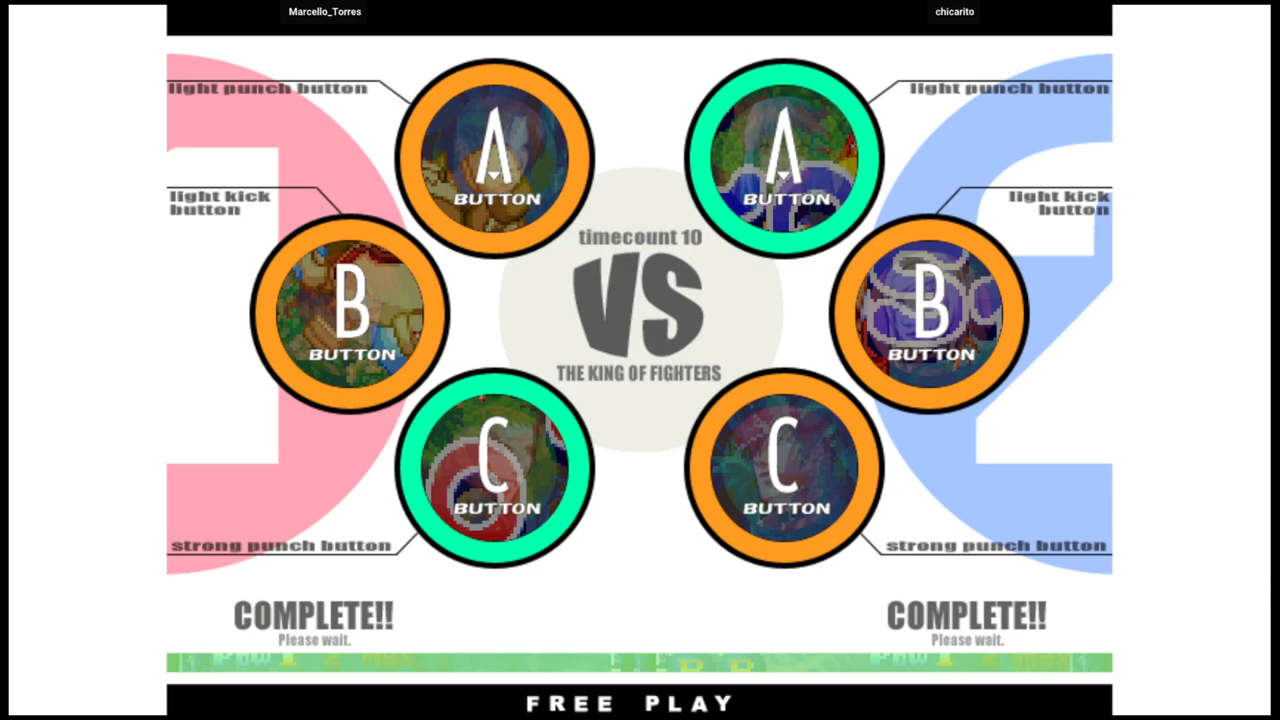 Marcello_Torres
chicarito
light punch button
A
BUTTON
A
BUTTON
light punch button
light kick
button
light kick
button
timecount 10
VS
THE KING OF FIGHTERS
B
BUTTON
B
BUTTON
C
BUTTON
C
BUTTON
strong punch button
strong punch button
COMPLETE!!
Please wait.
COMPLETE!!
Please wait.
FREE PLAY